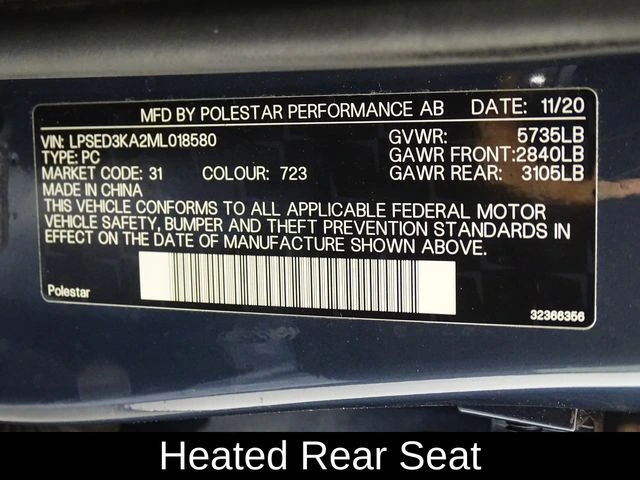 MFD BY POLESTAR PERFORMANCE AB DATE: 11/20
VIN: LPSED3KA2ML018580 GVWR: 5735LB
TYPE: PC GAWR FRONT:2840LB
MARKET CODE: 31 COLOUR: 723 GAWR REAR: 3105LB
MADE IN CHINA
THIS VEHICLE CONFORMS TO ALL APPLICABLE FEDERAL MOTOR
VEHICLE SAFETY, BUMPER AND THEFT PREVENTION STANDARDS IN
EFFECT ON THE DATE OF MANUFACTURE SHOWN ABOVE.
Polestar 32366356
Heated Rear Seat